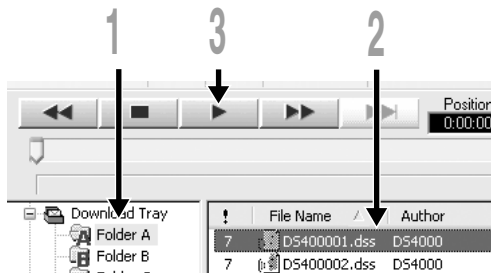 1 3 2
Position
0:00:00
Download Tray
! File Name Author
Folder A
7 DS400001.dss DS4000
Folder B
7 DS400002.dss DS4000